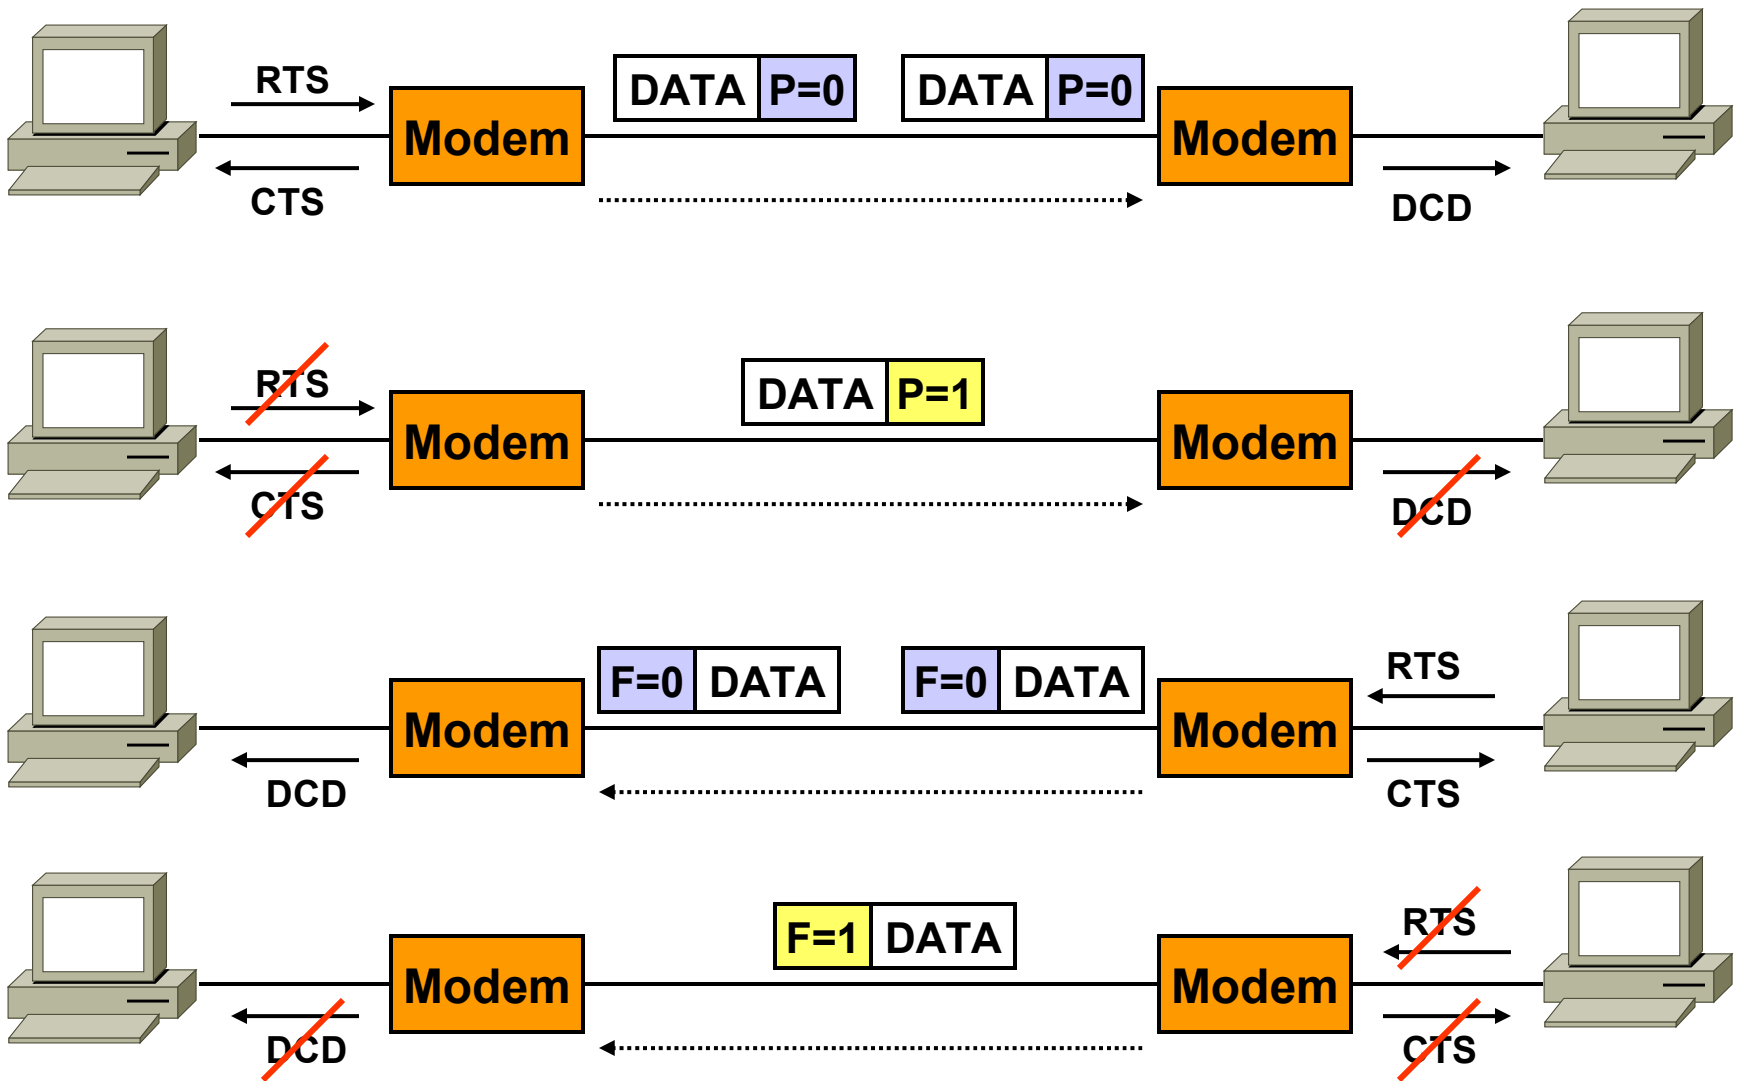 RTS
DATA P=0 DATA P=0
Modem Modem
CTS DCD
RTS
DATA P=1
Modem Modem
CTS DCD
F=0 DATA F=0 DATA RTS
Modem Modem
DCD CTS
F=1 DATA RTS
Modem Modem
DCD CTS